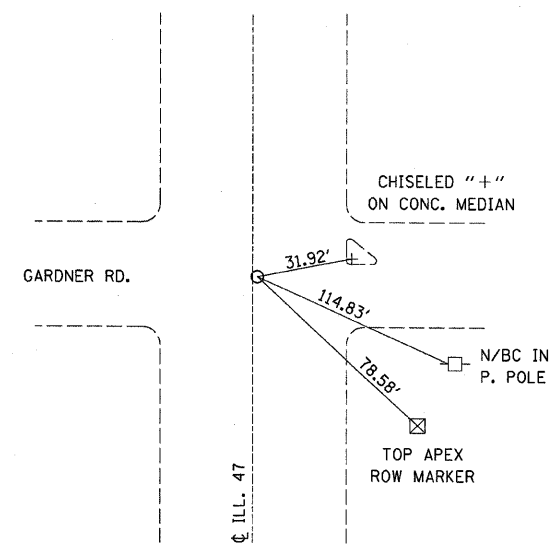 CHISELED "+"
ON CONC. MEDIAN
31.92'
GARDNER RD.
114.83'
N/BC IN
P. POLE
78.58'
TOP APEX
ROW MARKER
℄ ILL. 47